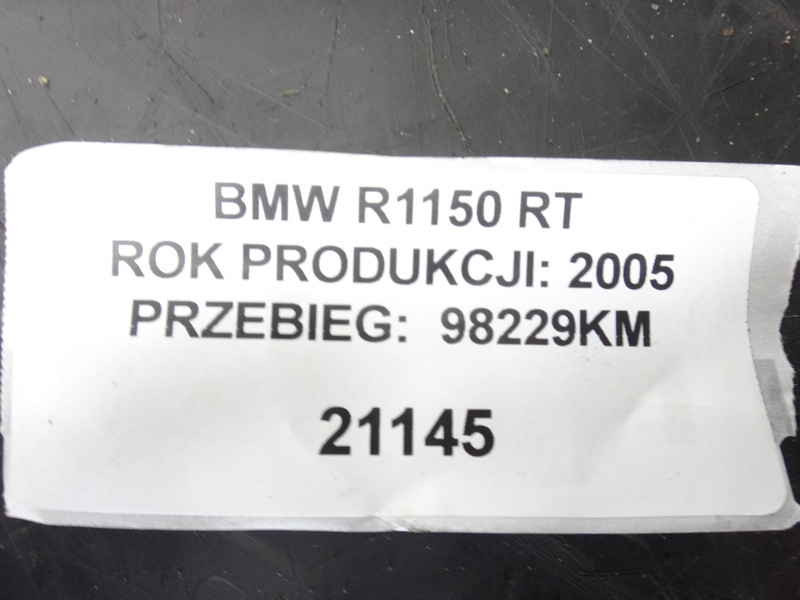 BMW R1150 RT
ROK PRODUKCJI: 2005
PRZEBIEG: 98229KM
21145